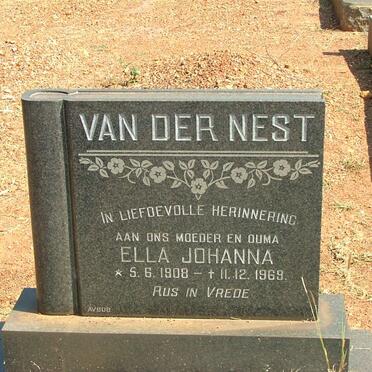 VAN DER NEST
IN LIEFDEVOLLE HERINNERING
AAN ONS MOEDER EN OUMA
ELLA JOHANNA
* 5.6.1908 - † 11.12.1969.
RUS IN VREDE
AVBOB